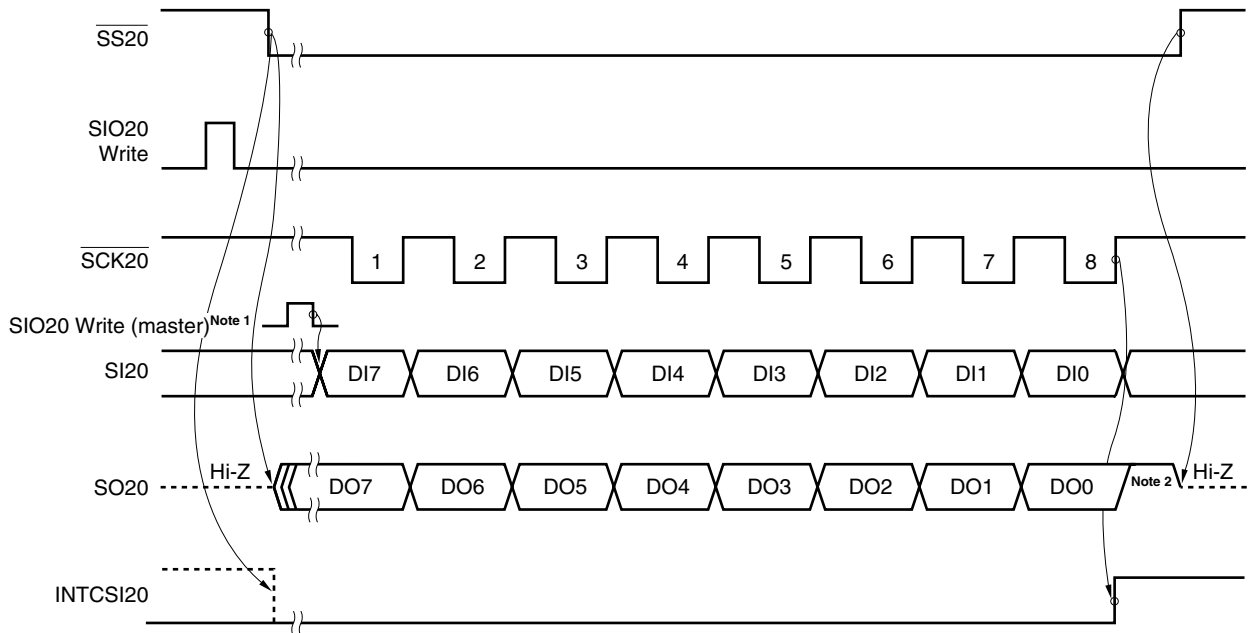 SS20
SIO20
Write
SCK20
1 2 3 4 5 6 7 8
SIO20 Write (master)Note 1
SI20 DI7 DI6 DI5 DI4 DI3 DI2 DI1 DI0
Hi-Z Hi-Z
SO20 DO7 DO6 DO5 DO4 DO3 DO2 DO1 DO0 Note 2
INTCSI20